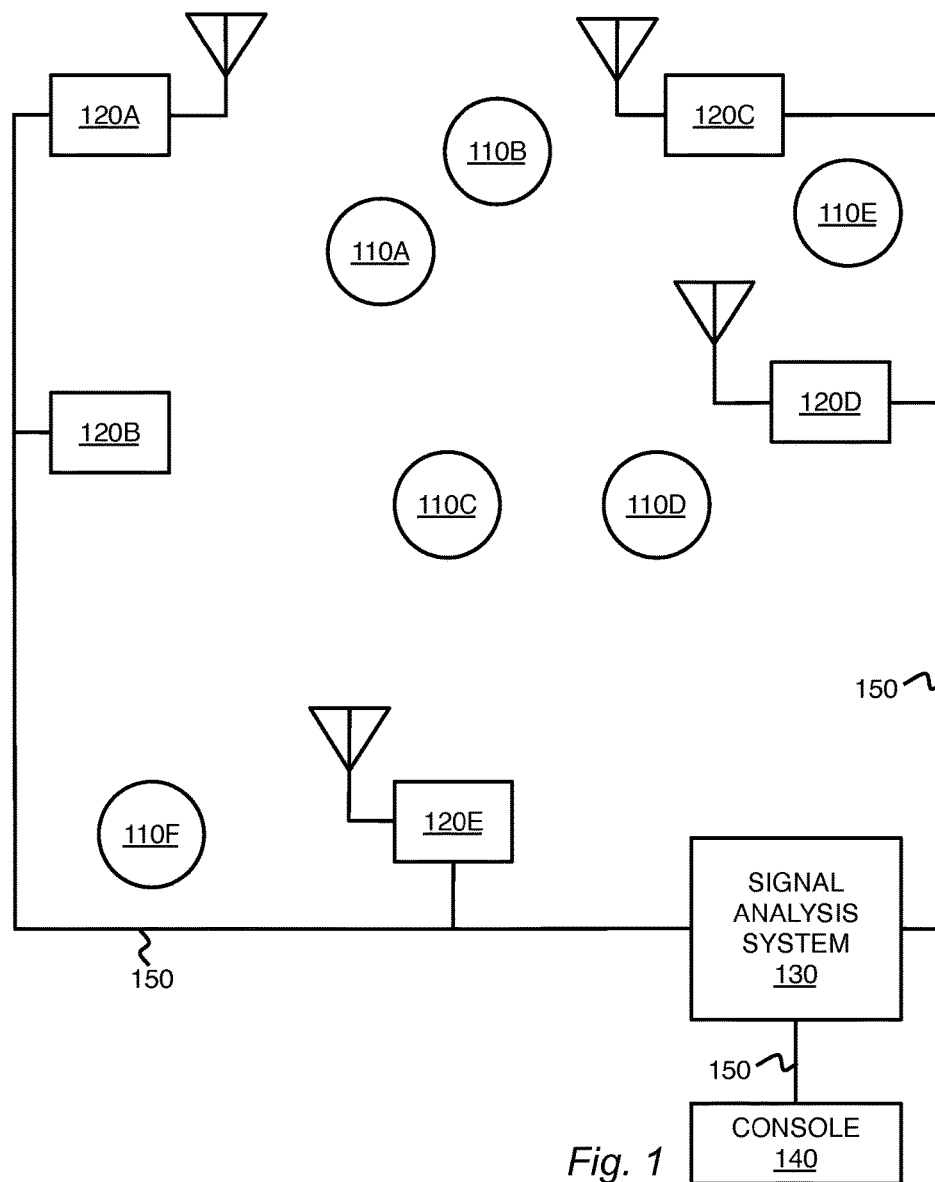 120A
120C
110B
110E
110A
120D
120B
110C
110D
150
120E
110F
SIGNAL
ANALYSIS
SYSTEM
130
150
150
CONSOLE
140
Fig. 1